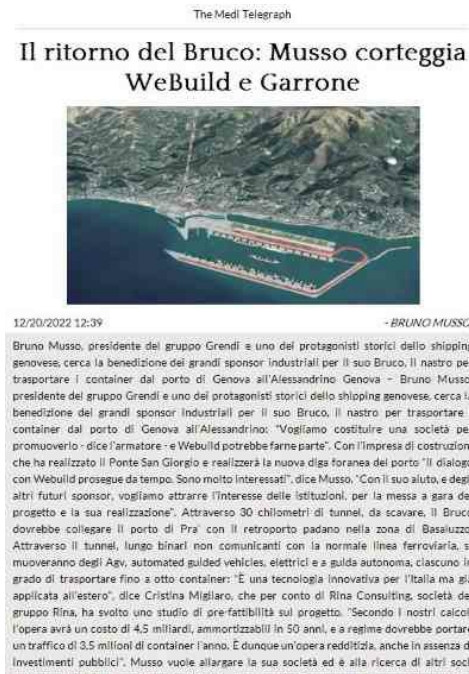 The Medi Telegraph
Il ritorno del Bruco: Musso corteggia
WeBuild e Garrone
12/20/2022 12:39
- BRUNO MUSSO
Bruno Musso, presidente del gruppo Grendi e uno dei protagonisti storici dello shipping
genovese, cerca la benedizione dei grandi sponsor industriali per il suo Bruco, il nastro per
trasportare i container dal porto di Genova all'Alessandrino Genova – Bruno Musso,
presidente del gruppo Grendi e uno dei protagonisti storici dello shipping genovese, cerca la
benedizione dei grandi sponsor industriali per il suo Bruco, il nastro per trasportare i
container dal porto di Genova all'Alessandrino: "Vogliamo costituire una società per
promuoverlo - dice l'armatore - e Webuild potrebbe farne parte". Con l'impresa di costruzioni
che ha realizzato il Ponte San Giorgio e realizzerà la nuova diga foranea del porto "il dialogo
con Webuild prosegue da tempo. Sono molto interessati", dice Musso. "Con il suo aiuto, e degli
altri futuri sponsor, vogliamo attrarre l'interesse delle istituzioni, per la messa a gara del
progetto e la sua realizzazione". Attraverso 30 chilometri di tunnel, da scavare, il Bruco
dovrebbe collegare il porto di Pra' con il retroporto padano nella zona di Basaluzzo.
Attraverso il tunnel, lungo binari non comunicanti con la normale linea ferroviaria, si
muoveranno degli Agv, automated guided vehicles, elettrici e a guida autonoma, ciascuno in
grado di trasportare fino a otto container: "È una tecnologia innovativa per l'Italia ma già
applicata all'estero", dice Cristina Migliaro, che per conto di Rina Consulting, società del
gruppo Rina, ha svolto uno studio di pre-fattibilità sul progetto. "Secondo i nostri calcoli
l'opera avrà un costo di 4,5 miliardi, ammortizzabili in 50 anni, e a regime dovrebbe portare
un traffico di 3,5 milioni di container l'anno. È dunque un'opera redditizia, anche in assenza di
investimenti pubblici". Musso vuole allargare la sua società ed è alla ricerca di altri soci